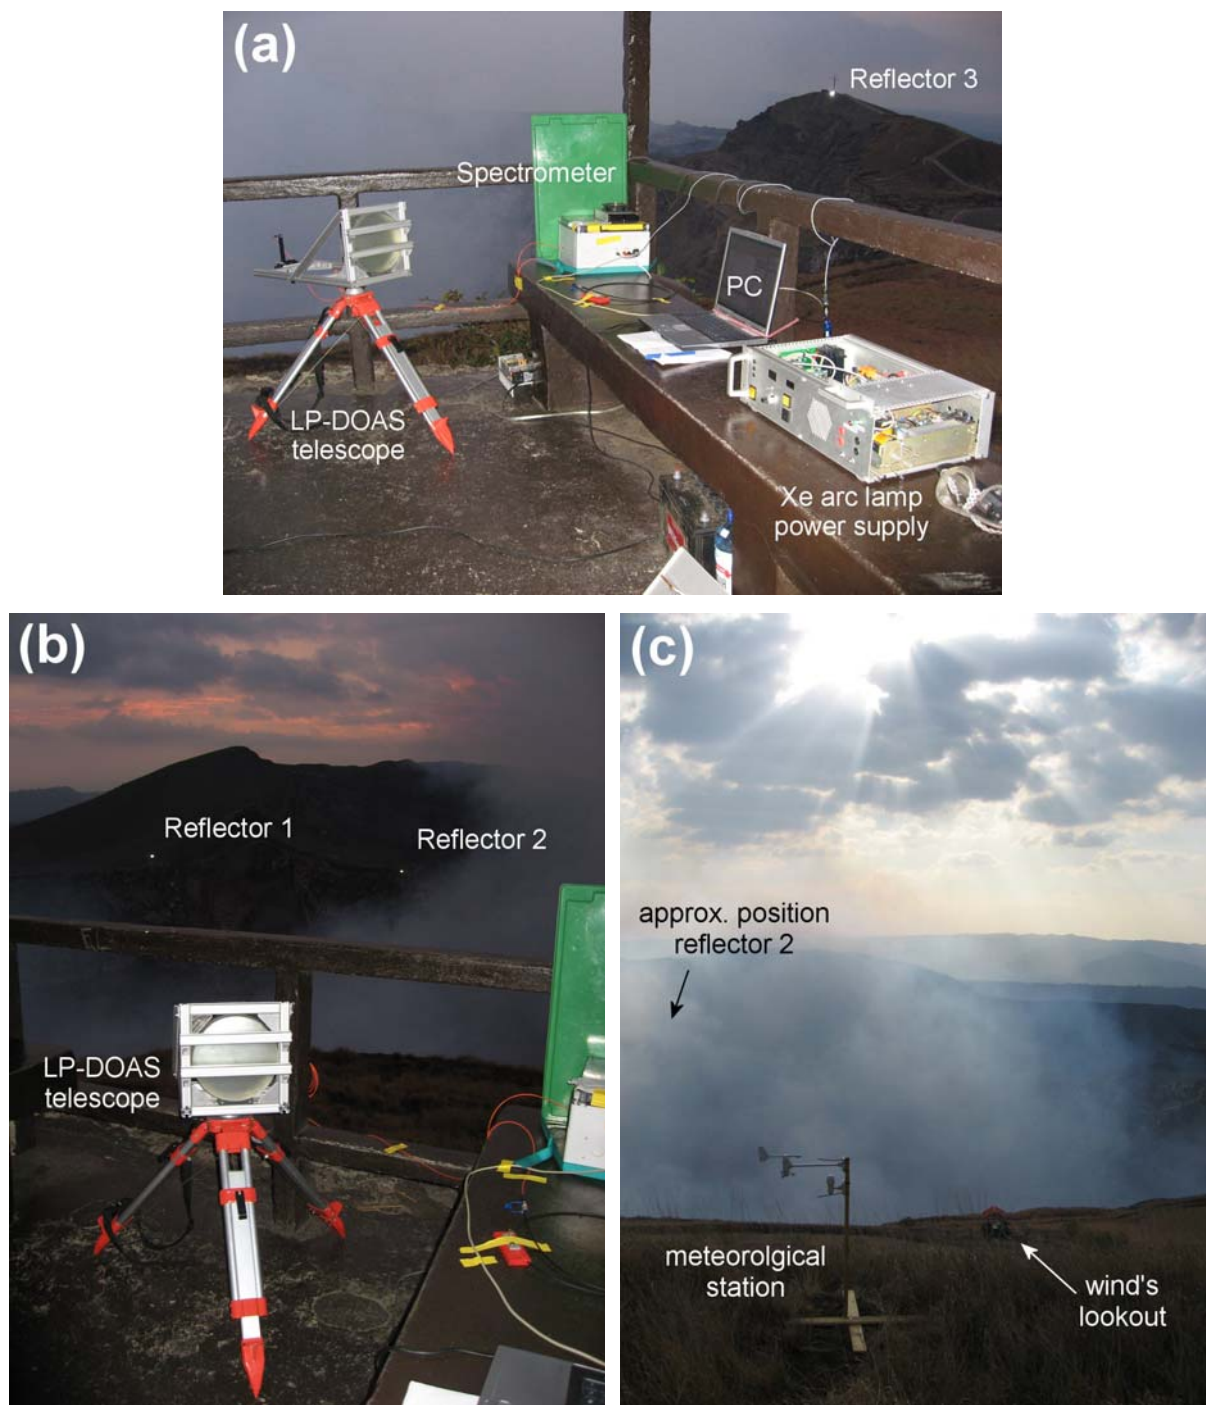 (a)
Reflector 3
Spectrometer
PC
LP-DOAS
telescope
Xe arc lamp
power supply
(b)
Reflector 1
Reflector 2
LP-DOAS
telescope
(c)
approx. position
reflector 2
meteorolgical
station
wind's
lookout